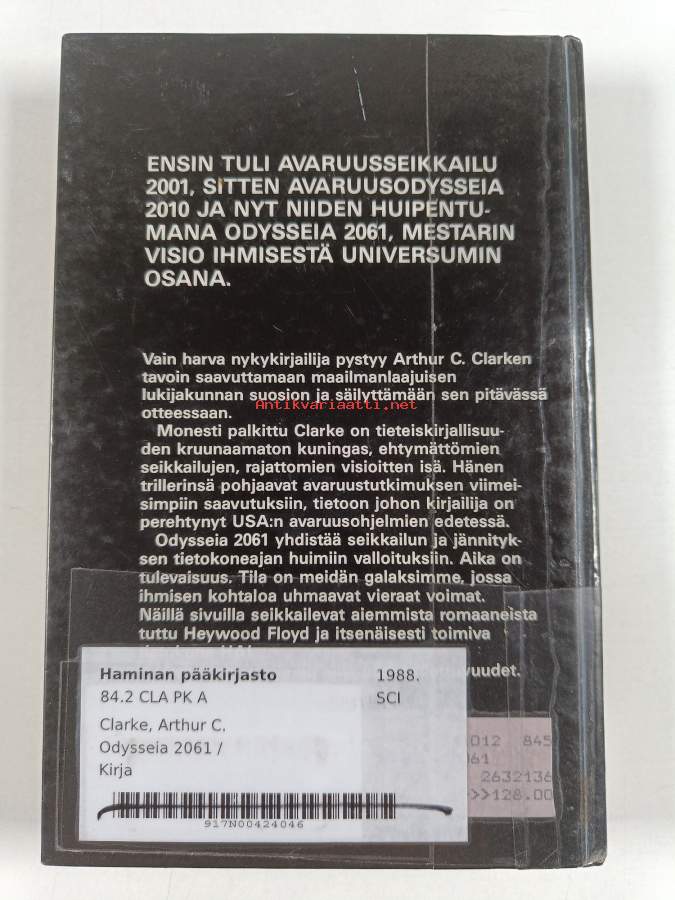 ENSIN TULI AVARUUSSEIKKAILU
2001, SITTEN AVARUUSODYSSEIA
2010 JA NYT NIIDEN HUIPENTU-
MANA ODYSSEIA 2061, MESTARIN
VISIO IHMISESTÄ UNIVERSUMIN
OSANA.
Vain harva nykykirjailija pystyy Arthur C. Clarken
tavoin saavuttamaan maailmanlaajuisen
lukijakunnan suosion ja säilyttämään sen pitävässä
Antikvariaatti.net
otteessaan.
Monesti palkittu Clarke on tieteiskirjallisuu-
den kruunaamaton kuningas, ehtymättömien
seikkailujen, rajattomien visioitten isä. Hänen
trillerinsä pohjaavat avaruustutkimuksen viimei-
simpiin saavutuksiin, tietoon johon kirjailija on
perehtynyt USA:n avaruusohjelmien edetessä.
Odysseia 2061 yhdistää seikkailun ja jännityk-
sen tietokoneajan huimiin valloituksiin. Aika on
tulevaisuus. Tila on meidän galaksimme, jossa
ihmisen kohtaloa uhmaavat vieraat voimat.
Näillä sivuilla seikkailevat aiemmista romaaneista
tuttu Heywood Floyd ja itsenäisesti toimiva
Haminan pääkirjasto 1988.
84.2 CLA PK A SCI
Clarke, Arthur C.
Odysseia 2061 /
Kirja
917N00424046
012 845
061
2632136
>>128.00